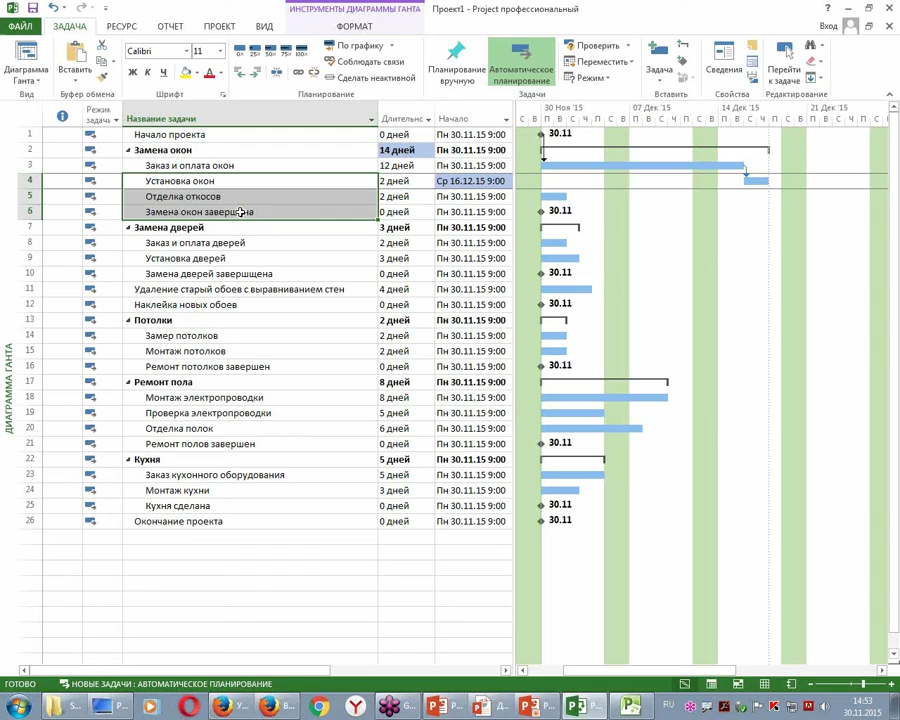 ИНСТРУМЕНТЫ ДИАГРАММЫ ГАНТА
Проект1 - Project профессиональный
ФАЙЛ ЗАДАЧА РЕСУРС ОТЧЕТ ПРОЕКТ ВИД ФОРМАТ Вход
Диаграмма Ганта
Вид
Вставить
Буфер обмена
Calibri 11
Ж К Ч
Шрифт
По графику
Соблюдать связи
Сделать неактивной
Планирование
Планирование вручную
Автоматическое планирование
Проверить
Переместить
Режим
Задачи
Задача
Вставить
Сведения
Свойства
Перейти к задаче
Редактирование
Режим задачь Название задачи Длительнс Начало
30 Ноя '15 07 Дек '15 14 Дек '15 21 Дек '15
С В П Ч В С В П Ч В С В П Ч В С В П Ч В С
1 Начало проекта 0 дней Пн 30.11.15 9:00 30.11
2 Замена окон 14 дней Пн 30.11.15 9:00
3 Заказ и оплата окон 12 дней Пн 30.11.15 9:00
4 Установка окон 2 дней Ср 16.12.15 9:00
5 Отделка откосов 2 дней Пн 30.11.15 9:00
6 Замена окон завершена 0 дней Пн 30.11.15 9:00 30.11
7 Замена дверей 3 дней Пн 30.11.15 9:00
8 Заказ и оплата дверей 2 дней Пн 30.11.15 9:00
9 Установка дверей 3 дней Пн 30.11.15 9:00
10 Замена дверей завершщена 0 дней Пн 30.11.15 9:00 30.11
11 Удаление старый обоев с выравниванием стен 4 дней Пн 30.11.15 9:00
12 Наклейка новых обоев 0 дней Пн 30.11.15 9:00 30.11
13 Потолки 2 дней Пн 30.11.15 9:00
14 Замер потолков 2 дней Пн 30.11.15 9:00
15 Монтаж потолков 2 дней Пн 30.11.15 9:00
16 Ремонт потолков завершен 0 дней Пн 30.11.15 9:00 30.11
17 Ремонт пола 8 дней Пн 30.11.15 9:00
18 Монтаж электропроводки 8 дней Пн 30.11.15 9:00
19 Проверка электропроводки 5 дней Пн 30.11.15 9:00
20 Отделка полок 6 дней Пн 30.11.15 9:00
21 Ремонт полов завершен 0 дней Пн 30.11.15 9:00 30.11
22 Кухня 5 дней Пн 30.11.15 9:00
23 Заказ кухонного оборудования 5 дней Пн 30.11.15 9:00
24 Монтаж кухни 3 дней Пн 30.11.15 9:00
25 Кухня сделана 0 дней Пн 30.11.15 9:00 30.11
26 Окончание проекта 0 дней Пн 30.11.15 9:00 30.11
ДИАГРАММА ГАНТА
ГОТОВО НОВЫЕ ЗАДАЧИ : АВТОМАТИЧЕСКОЕ ПЛАНИРОВАНИЕ
S... P... У... В... G... P... Д... P... P...
RU
14:53
30.11.2015